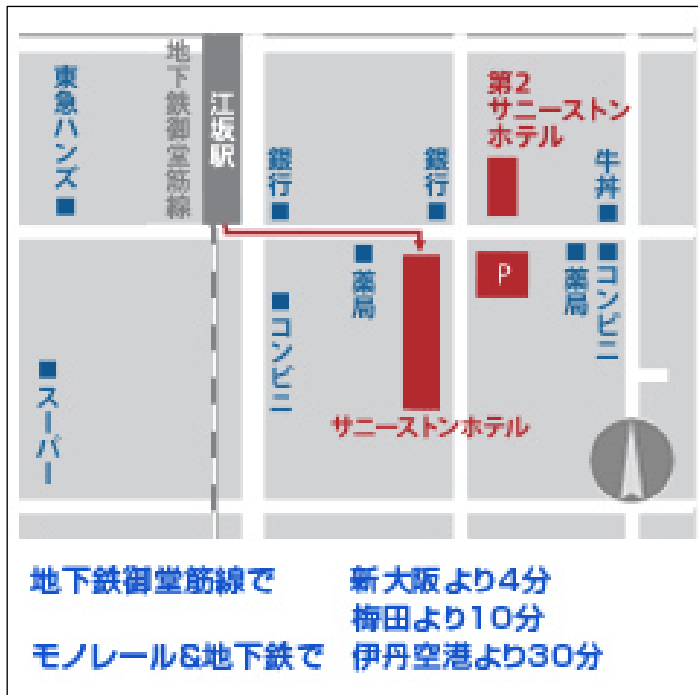 東急ハンズ
地下鉄御堂筋線
江坂駅
銀行
銀行
第2
サニーストン
ホテル
牛丼
薬局
P
薬局
コンビニ
コンビニ
スーパー
サニーストンホテル
地下鉄御堂筋線で 新大阪より4分
梅田より10分
モノレール&地下鉄で 伊丹空港より30分